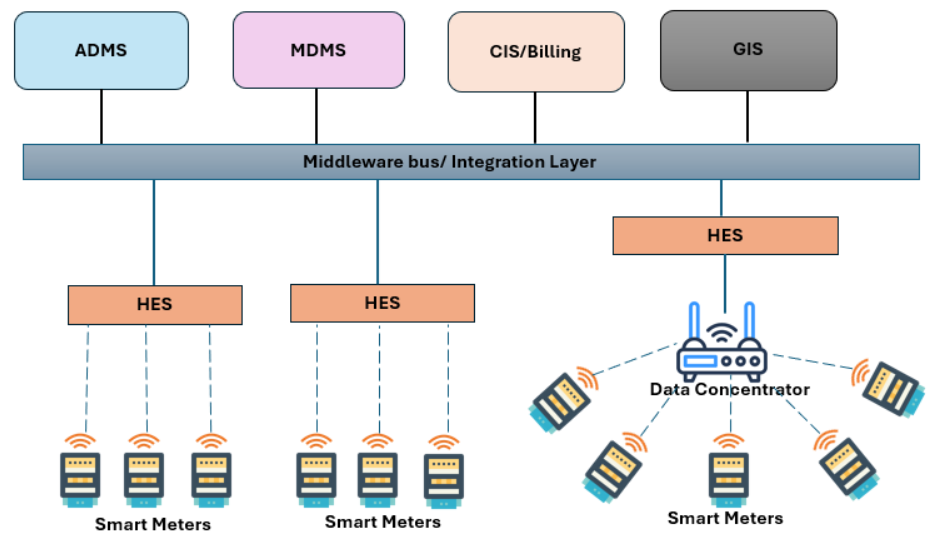 ADMS
MDMS
CIS/Billing
GIS
Middleware bus/ Integration Layer
HES
HES
HES
Data Concentrator
Smart Meters
Smart Meters
Smart Meters